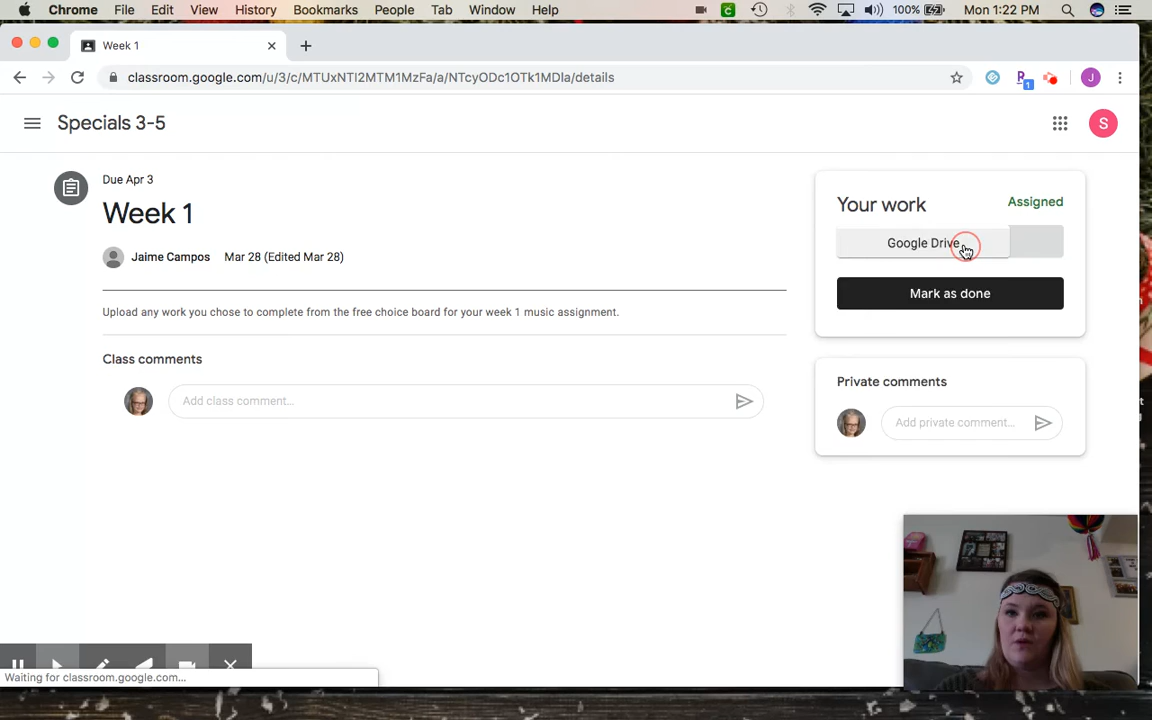 Chrome File Edit View History Bookmarks People Tab Window Help 100% Mon 1:22 PM
Week 1
classroom.google.com/u/3/c/MTUxNTI2MTM1MzFa/a/NTcyODc1OTk1MDla/details
1
J
Specials 3-5
S
Due Apr 3
Week 1
Jaime Campos Mar 28 (Edited Mar 28)
Upload any work you chose to complete from the free choice board for your week 1 music assignment.
Class comments
Add class comment...
Your work Assigned
Google Drive
Mark as done
Private comments
Add private comment...
Waiting for classroom.google.com...